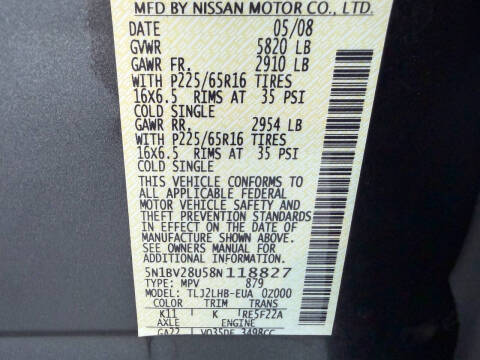 MFD BY NISSAN MOTOR CO., LTD.
DATE 05/08
GVWR 5820 LB
GAWR FR. 2910 LB
WITH P225/65R16 TIRES
16X6.5 RIMS AT 35 PSI
COLD SINGLE
GAWR RR. 2954 LB
WITH P225/65R16 TIRES
16X6.5 RIMS AT 35 PSI
COLD SINGLE
THIS VEHICLE CONFORMS TO
ALL APPLICABLE FEDERAL
MOTOR VEHICLE SAFETY AND
THEFT PREVENTION STANDARDS
IN EFFECT ON THE DATE OF
MANUFACTURE SHOWN ABOVE.
SEE OWNERS MANUAL FOR
ADDITIONAL INFORMATION.
5N1BV28U58N118827
TYPE: MPV 879
MODEL: TLJ2LHB-EUA 0Z000
COLOR TRIM TRANS
K11 K RE5F22A
AXLE ENGINE
GA22 VQ35DE 3498CC